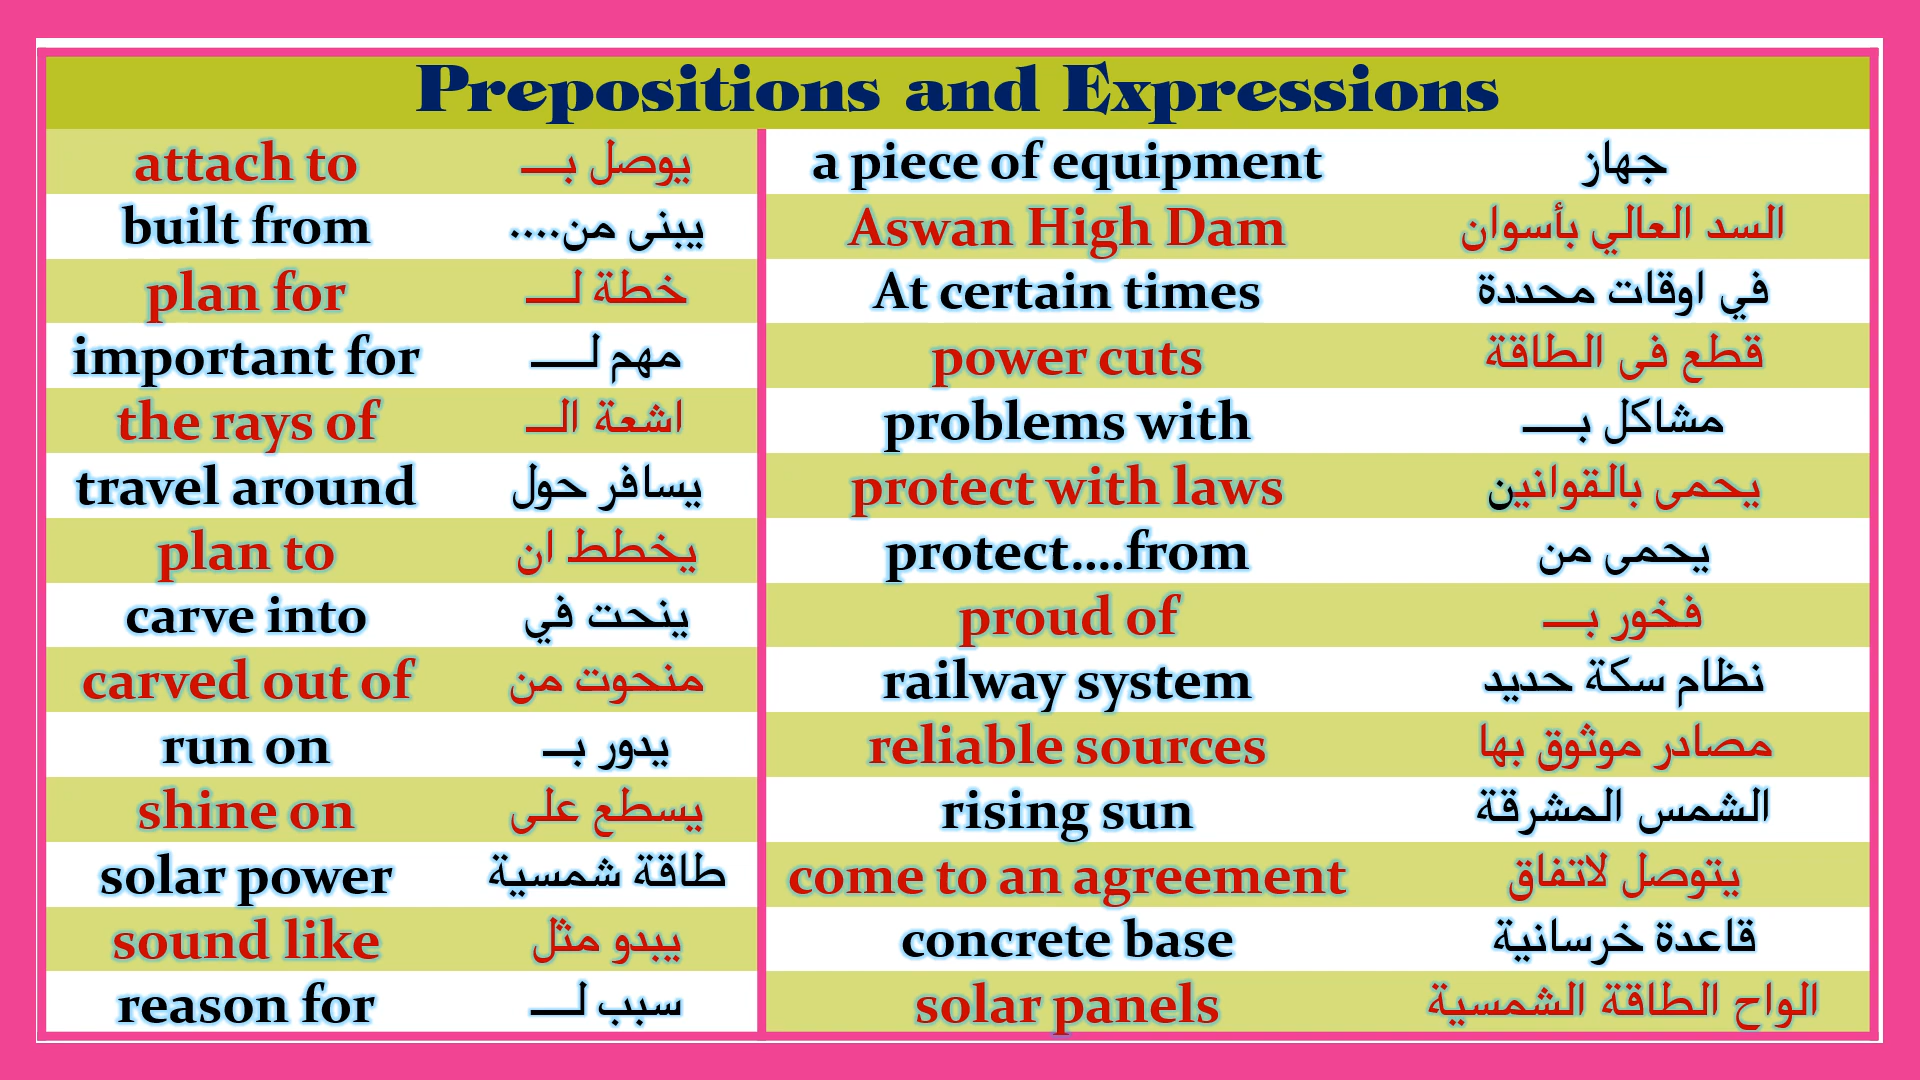 Prepositions and Expressions
attach to يوصل بـــ a piece of equipment جهاز
built from يبنى من.... Aswan High Dam السد العالي بأسوان
plan for خطة لـــ At certain times في اوقات محددة
important for مهم لـــــ power cuts قطع فى الطاقة
the rays of اشعة الـــ problems with مشاكل بـــــ
travel around يسافر حول protect with laws يحمى بالقوانين
plan to يخطط ان protect....from يحمى من
carve into ينحت في proud of فخور بـــ
carved out of منحوت من railway system نظام سكة حديد
run on يدور بــ reliable sources مصادر موثوق بها
shine on يسطع على rising sun الشمس المشرقة
solar power طاقة شمسية come to an agreement يتوصل لاتفاق
sound like يبدو مثل concrete base قاعدة خرسانية
reason for سبب لـــ solar panels الواح الطاقة الشمسية